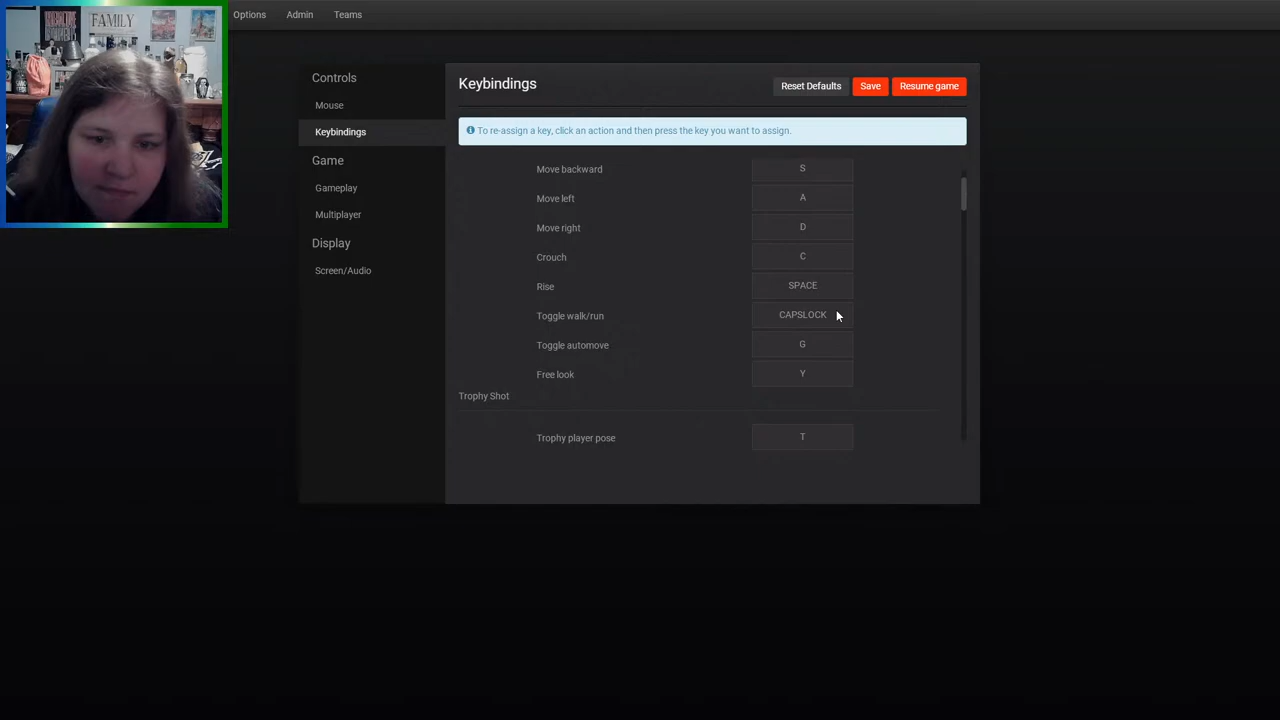 FAMILY
Options Admin Teams
Controls
Mouse
Keybindings
Game
Gameplay
Multiplayer
Display
Screen/Audio
Keybindings
Reset Defaults Save Resume game
To re-assign a key, click an action and then press the key you want to assign.
Move backward S
Move left A
Move right D
Crouch C
Rise SPACE
Toggle walk/run CAPSLOCK
Toggle automove G
Free look Y
Trophy Shot
Trophy player pose T